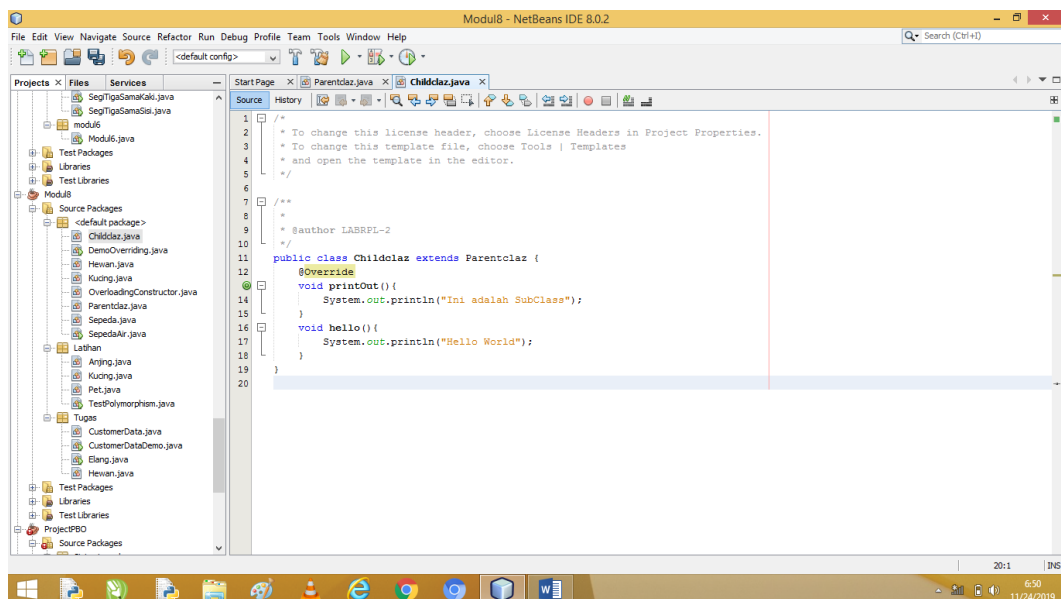 Modul8 - NetBeans IDE 8.0.2
File Edit View Navigate Source Refactor Run Debug Profile Team Tools Window Help
Search (Ctrl+I)
<default config>
Projects Files Services
Start Page Parentclaz.java Childclaz.java
Source History
SegiTigaSamaKaki.java
SegiTigaSamaSisi.java
modul6
Modul6.java
Test Packages
Libraries
Test Libraries
Modul8
Source Packages
<default package>
Childclaz.java
DemoOverriding.java
Hewan.java
Kucing.java
OverloadingConstructor.java
Parentclaz.java
Sepeda.java
SepedaAir.java
Latihan
Anjing.java
Kucing.java
Pet.java
TestPolymorphism.java
Tugas
CustomerData.java
CustomerDataDemo.java
Elang.java
Hewan.java
Test Packages
Libraries
Test Libraries
ProjectPBO
Source Packages
1 /*
2 * To change this license header, choose License Headers in Project Properties.
3 * To change this template file, choose Tools | Templates
4 * and open the template in the editor.
5 */
6
7 /**
8 *
9 * @author LABRPL-2
10 */
11 public class Childclaz extends Parentclaz {
12 @Override
void printOut(){
14 System.out.println("Ini adalah SubClass");
15 }
16 void hello(){
17 System.out.println("Hello World");
18 }
19 }
20
20:1 INS
6:50
11/24/2019